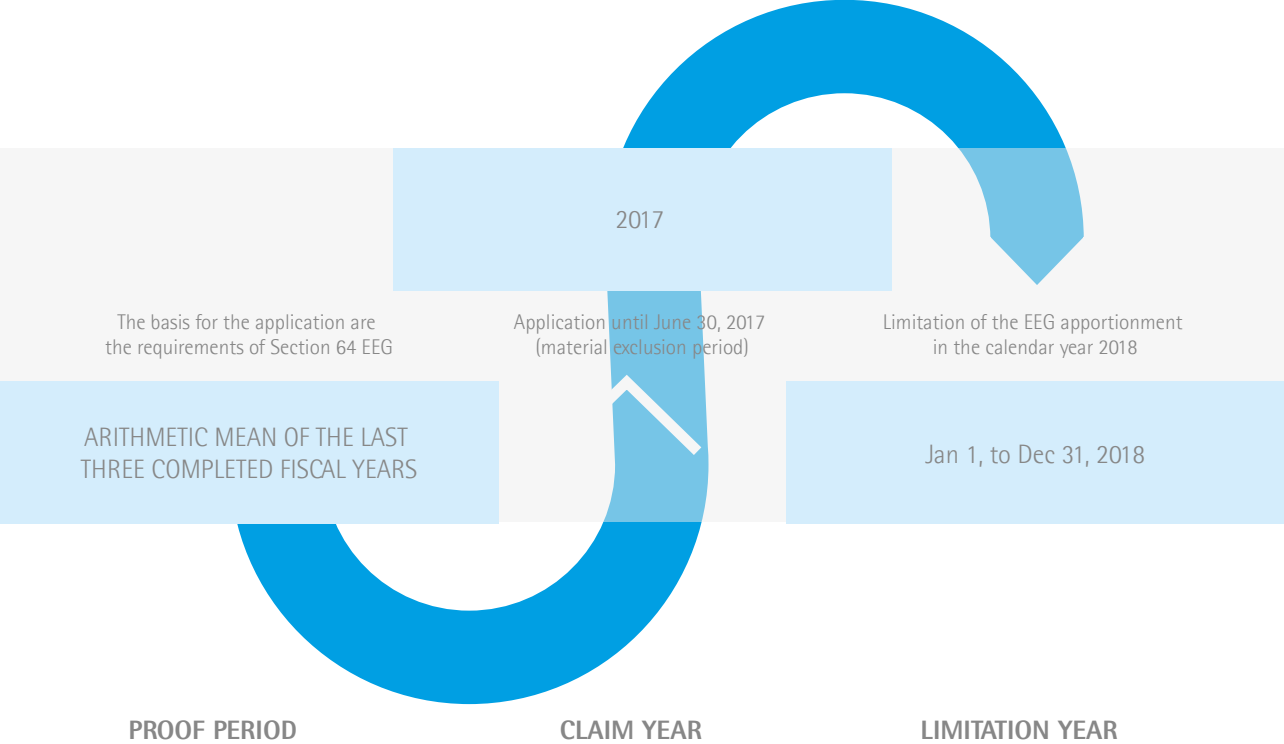 2017
The basis for the application are
the requirements of Section 64 EEG
Application until June 30, 2017
(material exclusion period)
Limitation of the EEG apportionment
in the calendar year 2018
ARITHMETIC MEAN OF THE LAST
THREE COMPLETED FISCAL YEARS
Jan 1, to Dec 31, 2018
PROOF PERIOD
CLAIM YEAR
LIMITATION YEAR